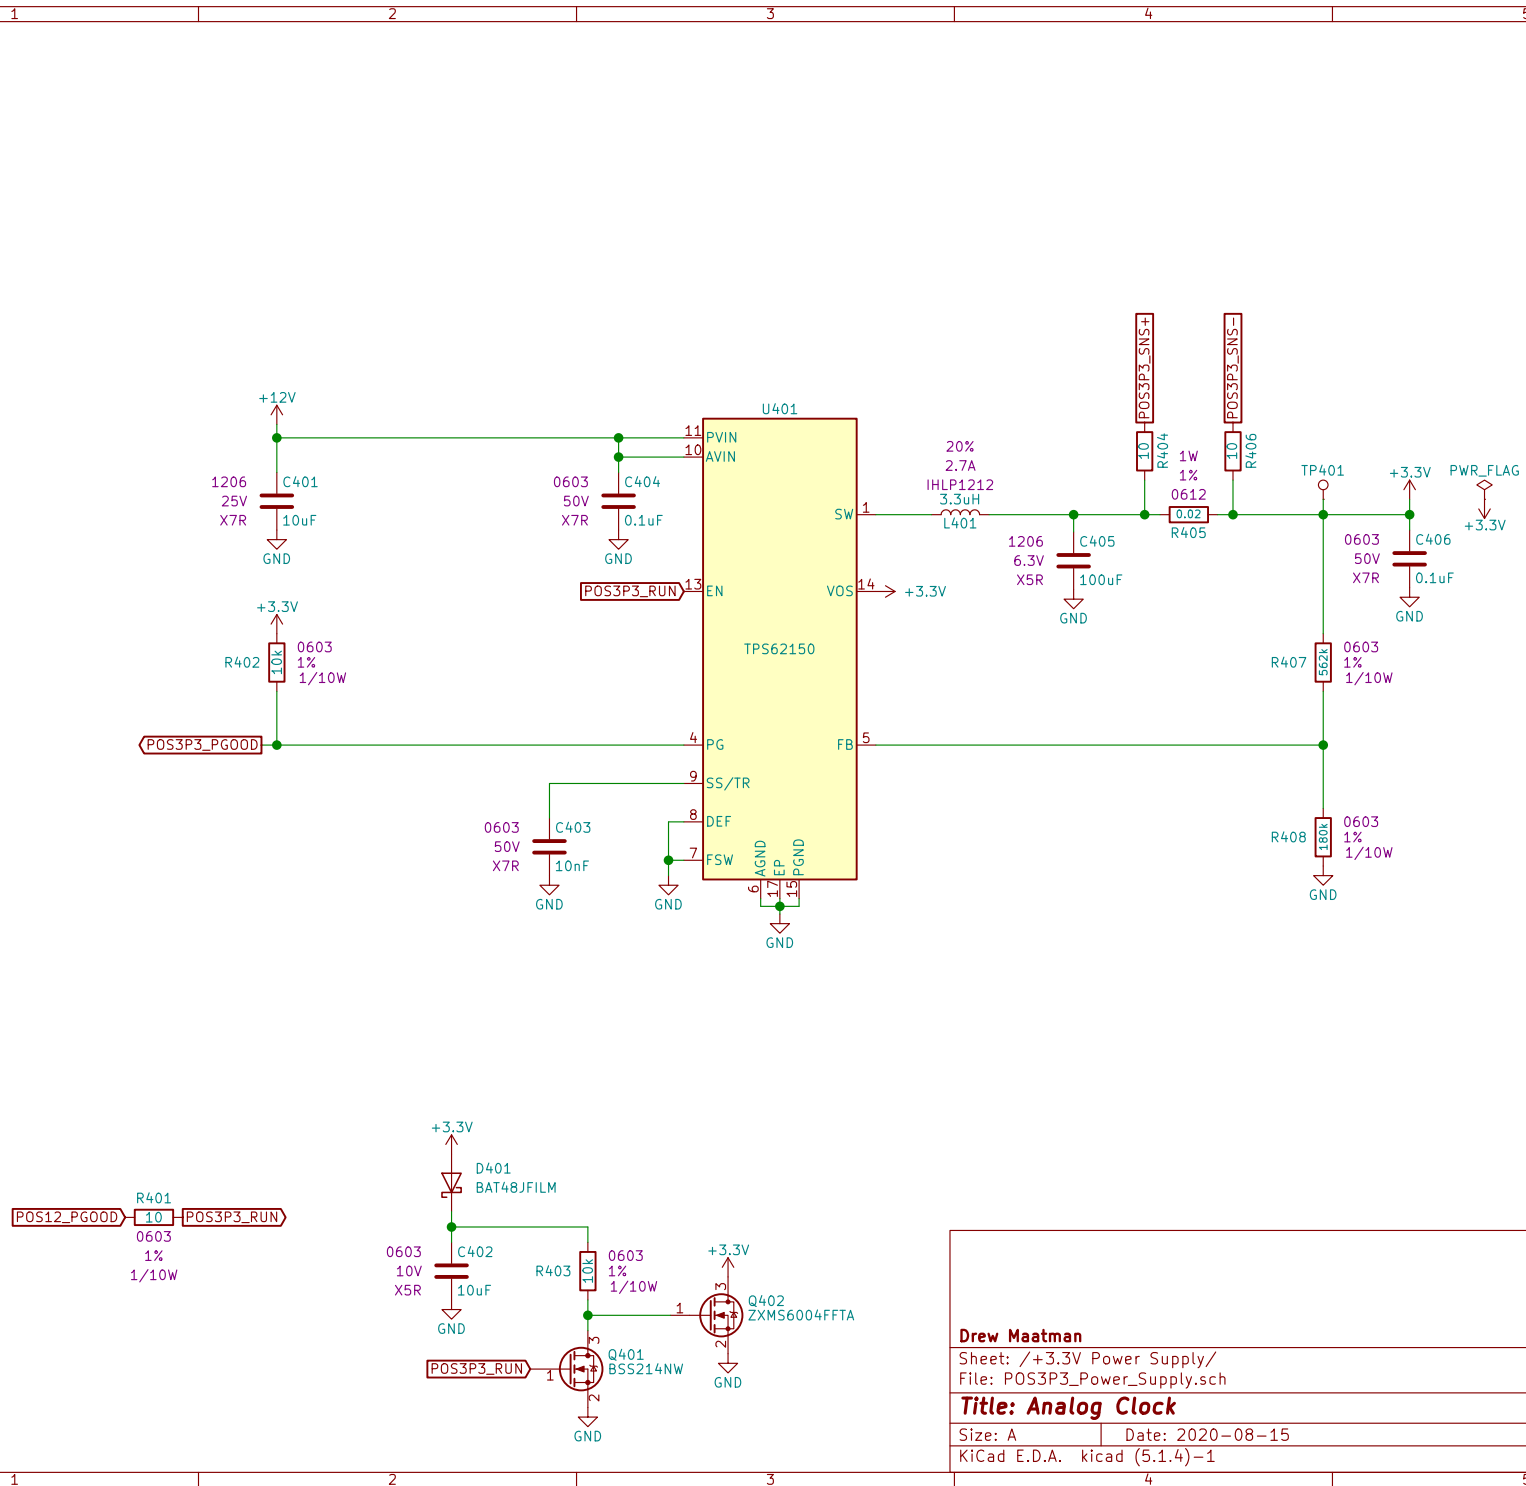 1 2 3 4 5
+12V
1206
25V
X7R
C401
10uF
GND
0603
50V
X7R
C404
0.1uF
GND
U401
11 PVIN
10 AVIN
13 EN
4 PG
9 SS/TR
8 DEF
7 FSW
SW 1
VOS 14
FB 5
TPS62150
AGND
EP
PGND
6
17
15
GND
POS3P3_RUN
+3.3V
+3.3V
R402
10k
0603
1%
1/10W
POS3P3_PGOOD
0603
50V
X7R
C403
10nF
GND
GND
20%
2.7A
IHLP1212
3.3uH
L401
1206
6.3V
X5R
C405
100uF
GND
POS3P3_SNS+
10
R404
POS3P3_SNS-
10
R406
1W
1%
0612
0.02
R405
TP401
+3.3V
PWR_FLAG
+3.3V
0603
50V
X7R
C406
0.1uF
GND
R407
562k
0603
1%
1/10W
R408
180k
0603
1%
1/10W
GND
POS12_PGOOD
R401
10
POS3P3_RUN
0603
1%
1/10W
+3.3V
D401
BAT48JFILM
0603
10V
X5R
C402
10uF
GND
R403
10k
0603
1%
1/10W
+3.3V
1
3
2
Q402
ZXMS6004FFTA
GND
POS3P3_RUN
1
3
2
Q401
BSS214NW
GND
Drew Maatman
Sheet: /+3.3V Power Supply/
File: POS3P3_Power_Supply.sch
Title: Analog Clock
Size: A Date: 2020-08-15
KiCad E.D.A. kicad (5.1.4)-1
1 2 3 4 5